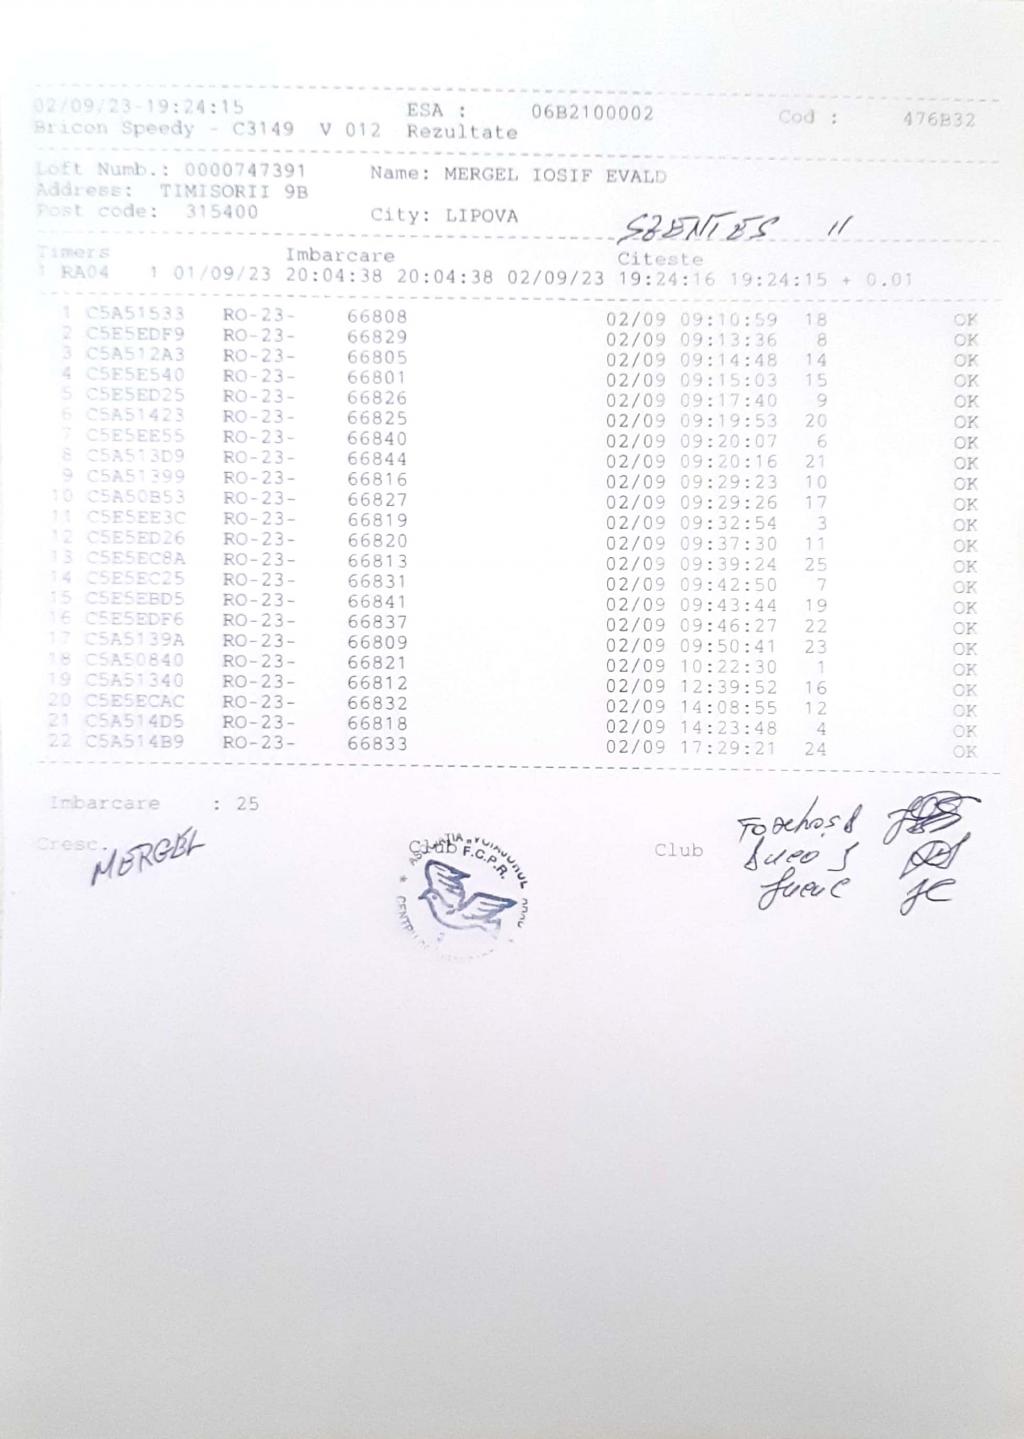 02/09/23-19:24:15 ESA : 06B2100002 Cod : 476B32
Bricon Speedy - C3149 V 012 Rezultate
Loft Numb.: 0000747391 Name: MERGEL IOSIF EVALD
Address: TIMISORII 9B
Post code: 315400 City: LIPOVA
SZENTES II
Timers Imbarcare Citeste
1 RA04 1 01/09/23 20:04:38 20:04:38 02/09/23 19:24:16 19:24:15 + 0.01
1 C5A51533 RO-23- 66808 02/09 09:10:59 18 OK
2 C5E5EDF9 RO-23- 66829 02/09 09:13:36 8 OK
3 C5A512A3 RO-23- 66805 02/09 09:14:48 14 OK
4 C5E5E540 RO-23- 66801 02/09 09:15:03 15 OK
5 C5E5ED25 RO-23- 66826 02/09 09:17:40 9 OK
6 C5A51423 RO-23- 66825 02/09 09:19:53 20 OK
7 C5E5EE55 RO-23- 66840 02/09 09:20:07 6 OK
8 C5A513D9 RO-23- 66844 02/09 09:20:16 21 OK
9 C5A51399 RO-23- 66816 02/09 09:29:23 10 OK
10 C5A50B53 RO-23- 66827 02/09 09:29:26 17 OK
11 C5E5EE3C RO-23- 66819 02/09 09:32:54 3 OK
12 C5E5ED26 RO-23- 66820 02/09 09:37:30 11 OK
13 C5E5EC8A RO-23- 66813 02/09 09:39:24 25 OK
14 C5E5EC25 RO-23- 66831 02/09 09:42:50 7 OK
15 C5E5EBD5 RO-23- 66841 02/09 09:43:44 19 OK
16 C5E5EDF6 RO-23- 66837 02/09 09:46:27 22 OK
17 C5A5139A RO-23- 66809 02/09 09:50:41 23 OK
18 C5A50840 RO-23- 66821 02/09 10:22:30 1 OK
19 C5A51340 RO-23- 66812 02/09 12:39:52 16 OK
20 C5E5ECAC RO-23- 66832 02/09 14:08:55 12 OK
21 C5A514D5 RO-23- 66818 02/09 14:23:48 4 OK
22 C5A514B9 RO-23- 66833 02/09 17:29:21 24 OK
Imbarcare : 25
Cresc. MERGEL Club Club
F.C.P.R.